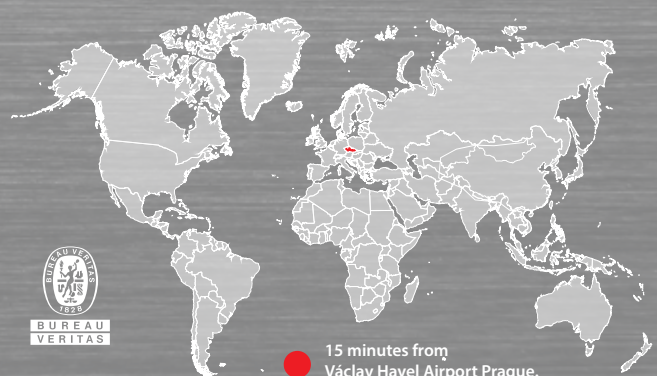 BUREAU VERITAS
1828
BUREAU
VERITAS
15 minutes from
Václav Havel Airport Prague.